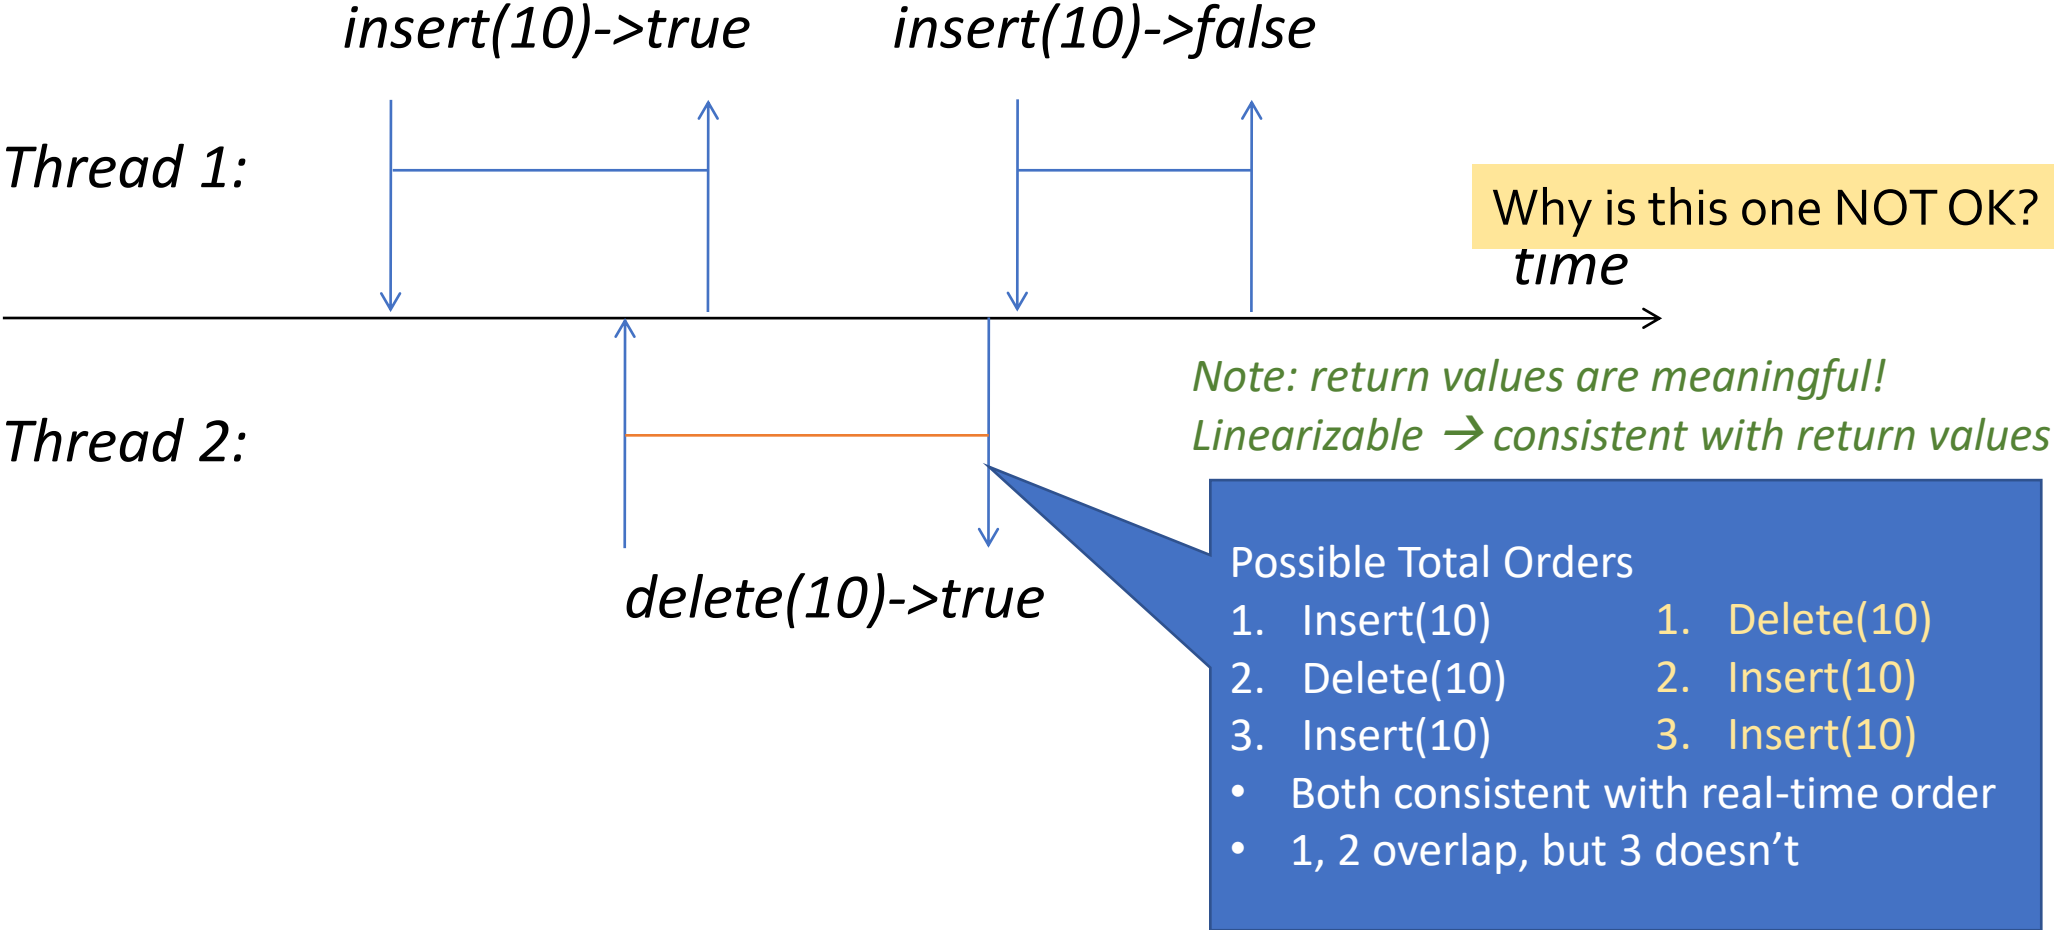 insert(10)->true
insert(10)->false
Thread 1:
Why is this one NOT OK?
time
Note: return values are meaningful!
Linearizable → consistent with return values
Thread 2:
delete(10)->true
Possible Total Orders
1. Insert(10)
2. Delete(10)
3. Insert(10)
1. Delete(10)
2. Insert(10)
3. Insert(10)
• Both consistent with real-time order
• 1, 2 overlap, but 3 doesn’t